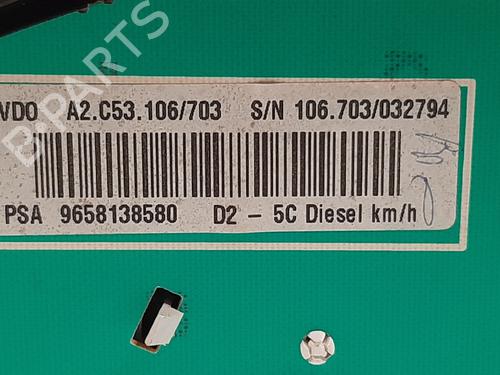 B-PARTS
VDO A2.C53.106/703 S/N 106.703/032794
PSA 9658138580 D2 - 5C Diesel km/h